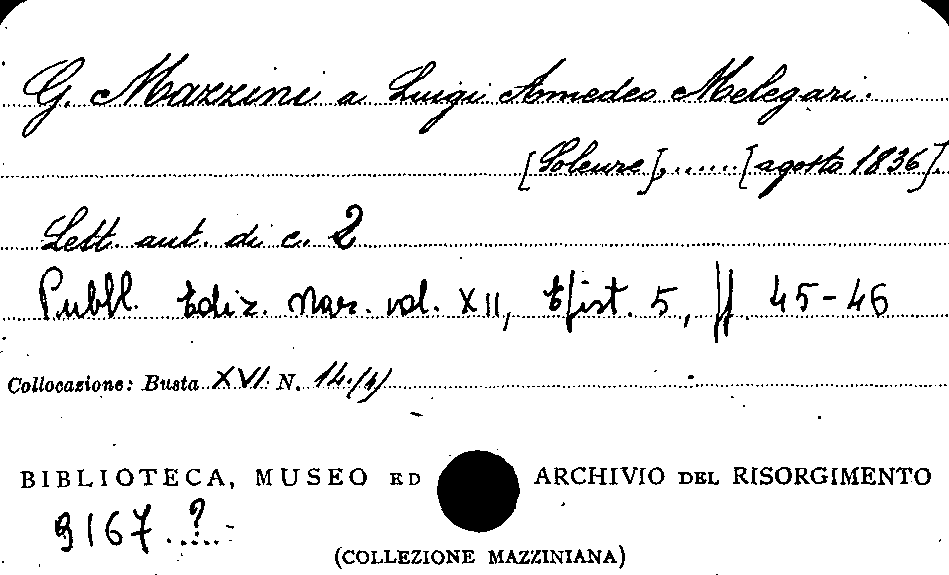 G. Mazzini a Luigi Amedeo Melegari.
[Soleure], ...... [agosto 1836].
Lett. aut. di c. 2
Pubbl. Ediz. Naz. vol. XII, Epist. 5, pp. 45-46
Collocazione: Busta XVI N. 14/(4)
BIBLIOTECA, MUSEO ED ARCHIVIO DEL RISORGIMENTO
9167..?..
(COLLEZIONE MAZZINIANA)